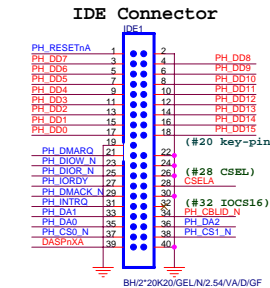 IDE Connector
IDE1
PH_RESETnA 1 2
PH_DD7 3 4 PH_DD8
PH_DD6 5 6 PH_DD9
PH_DD5 7 8 PH_DD10
PH_DD4 9 10 PH_DD11
PH_DD3 11 12 PH_DD12
PH_DD2 13 14 PH_DD13
PH_DD1 15 16 PH_DD14
PH_DD0 17 18 PH_DD15
19 (#20 key-pin
PH_DMARQ 21 22
PH_DIOW_N 23 24
PH_DIOR_N 25 26 (#28 CSEL)
PH_IORDY 27 28 CSELA
PH_DMACK_N 29 30
PH_INTRQ 31 32 (#32 IOCS16)
PH_DA1 33 34 PH_CBLID_N
PH_DA0 35 36 PH_DA2
PH_CS0_N 37 38 PH_CS1_N
DASPnXA 39 40
BH/2*20K20/GEL/N/2.54/VA/D/GF